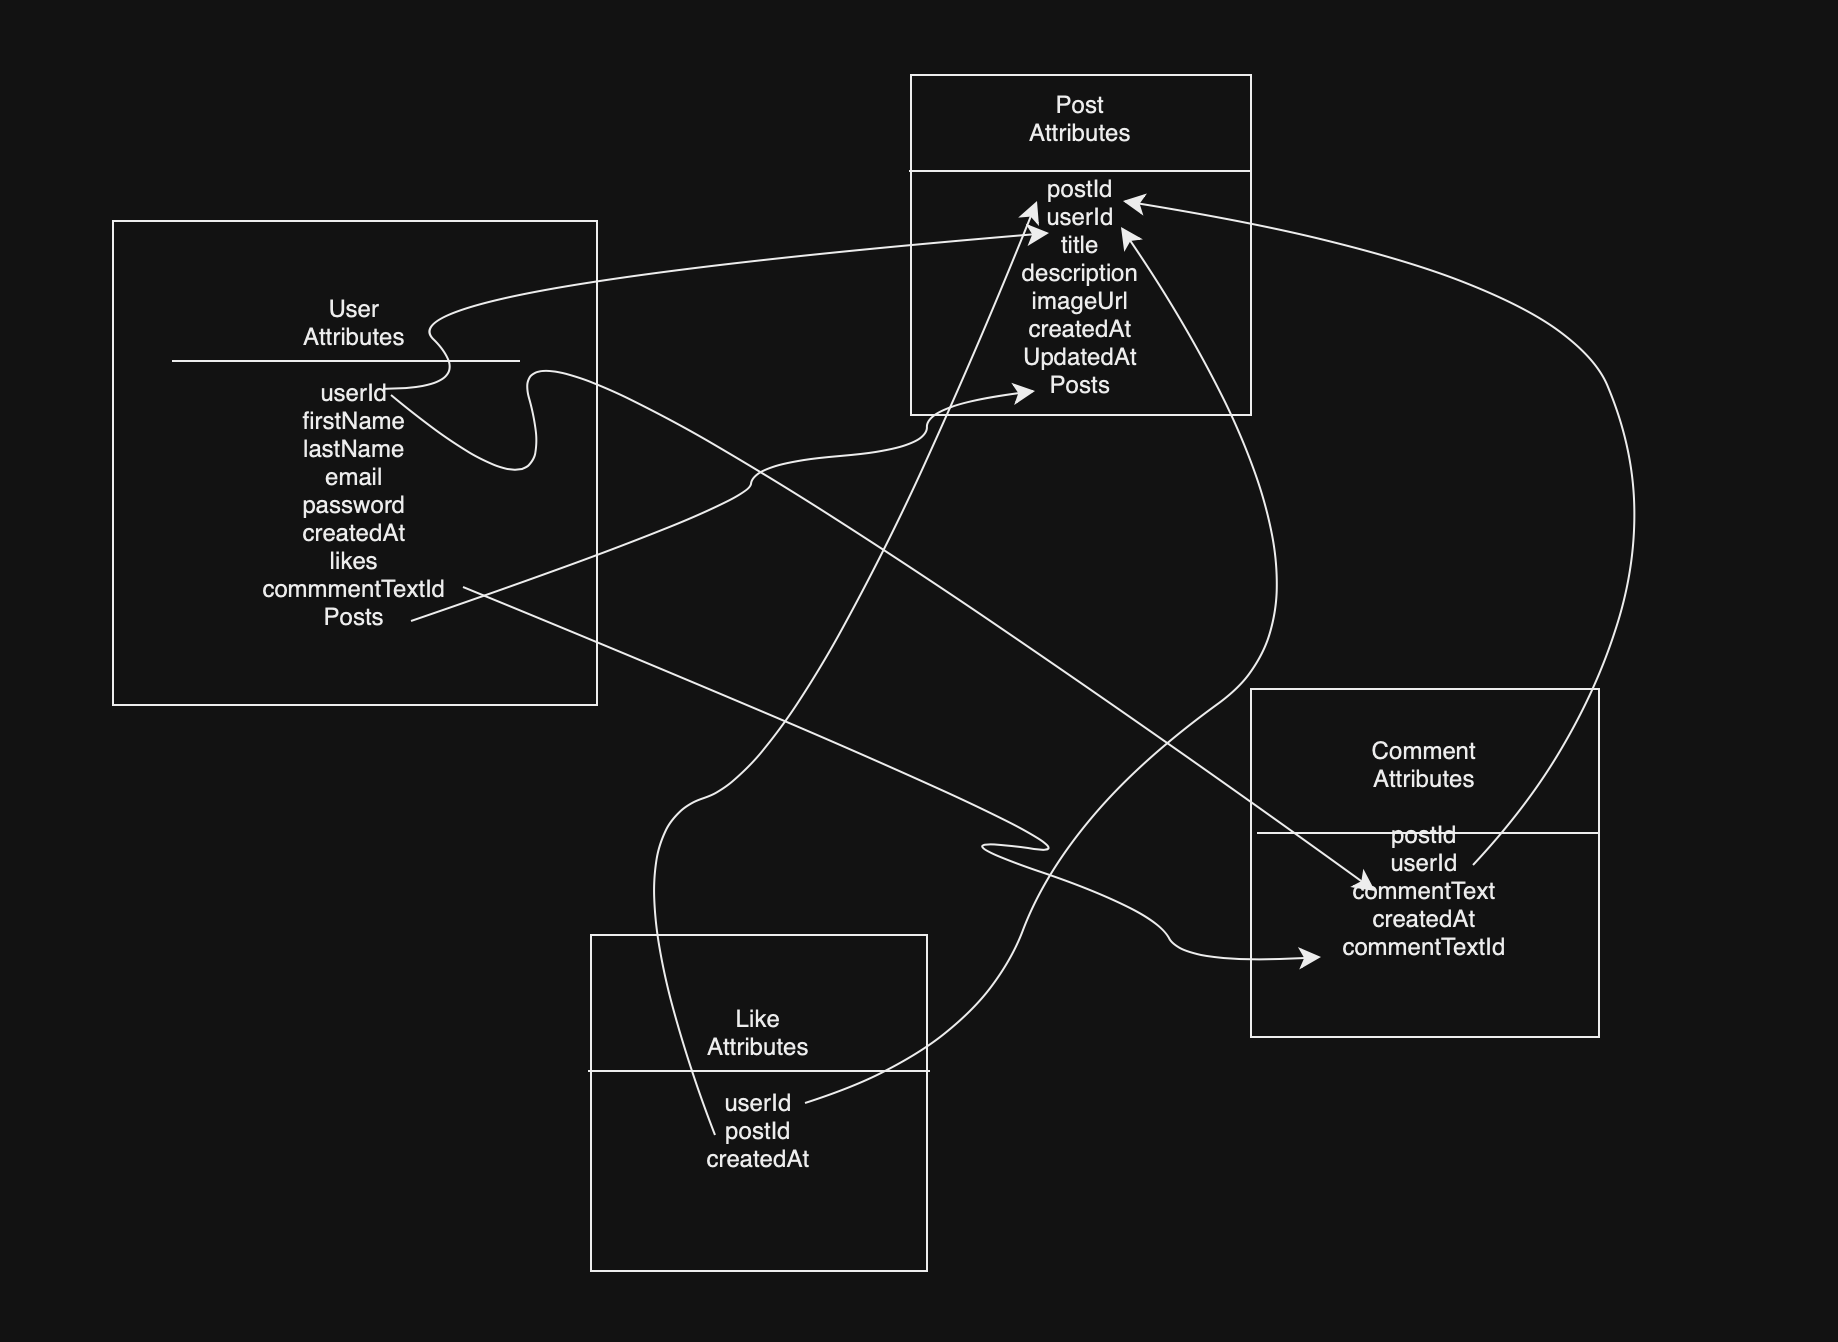 Post
Attributes
postId
userId
title
description
imageUrl
createdAt
UpdatedAt
Posts
User
Attributes
userId
firstName
lastName
email
password
createdAt
likes
commmentTextId
Posts
Comment
Attributes
postId
userId
commentText
createdAt
commentTextId
Like
Attributes
userId
postId
createdAt